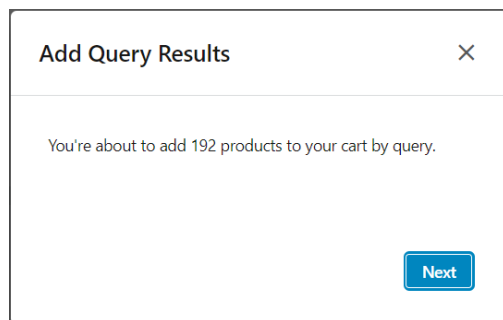 Add Query Results
You're about to add 192 products to your cart by query.
Next